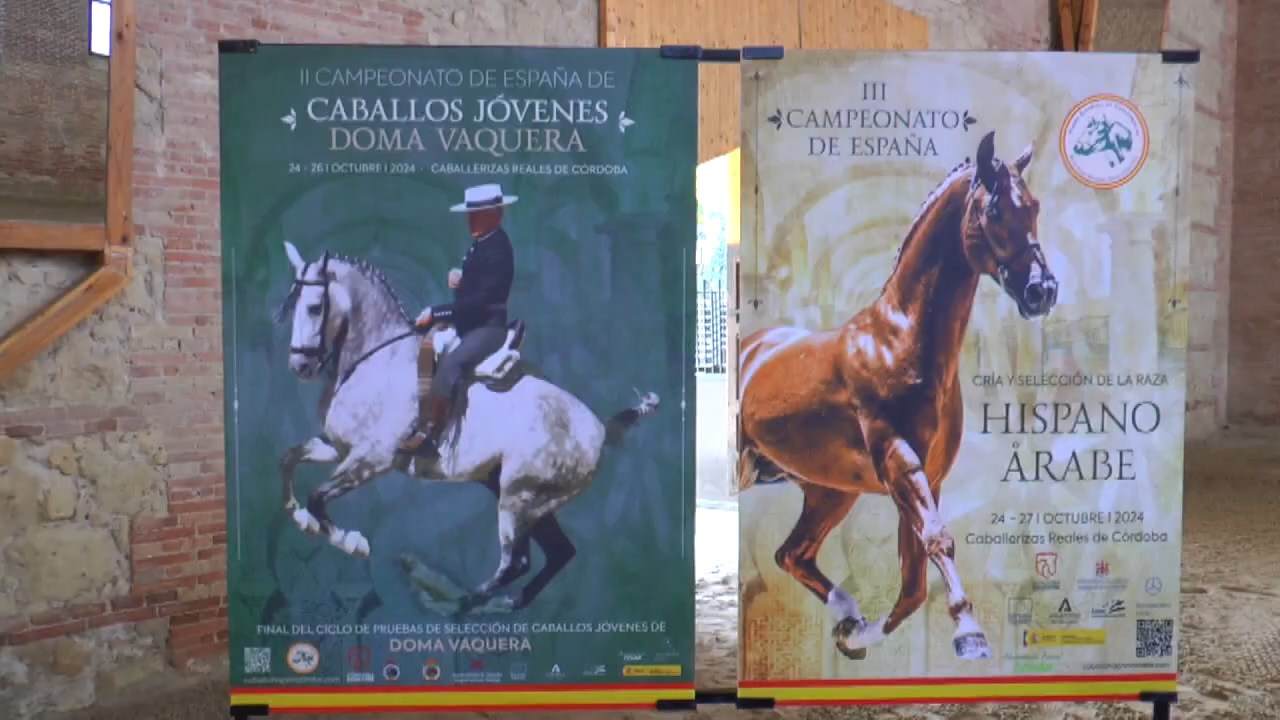 II CAMPEONATO DE ESPAÑA DE
CABALLOS JÓVENES
DOMA VAQUERA
24 - 26 | OCTUBRE | 2024 - CABALLERIZAS REALES DE CÓRDOBA
FINAL DEL CICLO DE PRUEBAS DE SELECCIÓN DE CABALLOS JÓVENES DE
DOMA VAQUERA
III
CAMPEONATO
DE ESPAÑA
CRÍA Y SELECCIÓN DE LA RAZA
HISPANO
ÁRABE
24 - 27 | OCTUBRE | 2024
Caballerizas Reales de Córdoba